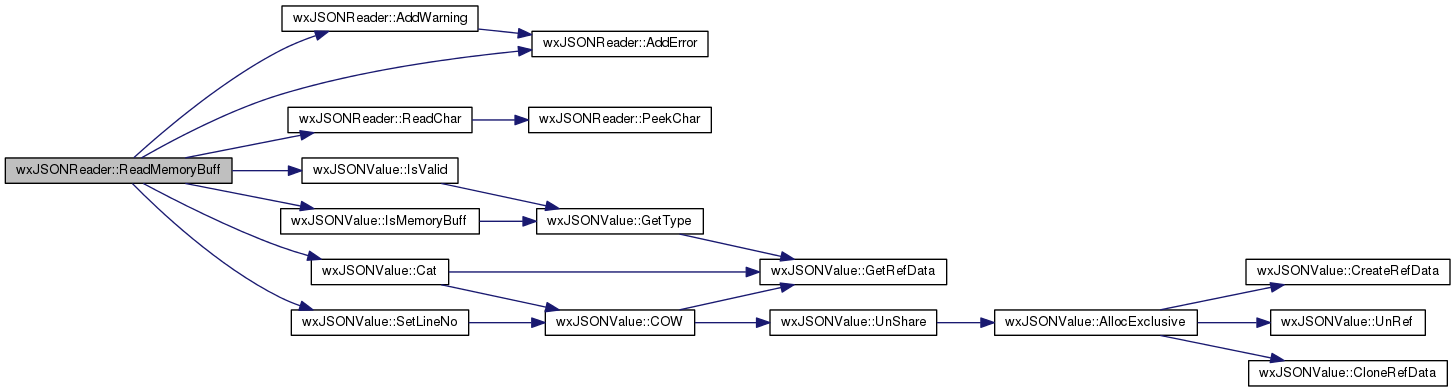 wxJSONReader::AddWarning
wxJSONReader::AddError
wxJSONReader::ReadChar
wxJSONReader::PeekChar
wxJSONReader::ReadMemoryBuff
wxJSONValue::IsValid
wxJSONValue::IsMemoryBuff
wxJSONValue::GetType
wxJSONValue::Cat
wxJSONValue::GetRefData
wxJSONValue::CreateRefData
wxJSONValue::SetLineNo
wxJSONValue::COW
wxJSONValue::UnShare
wxJSONValue::AllocExclusive
wxJSONValue::UnRef
wxJSONValue::CloneRefData